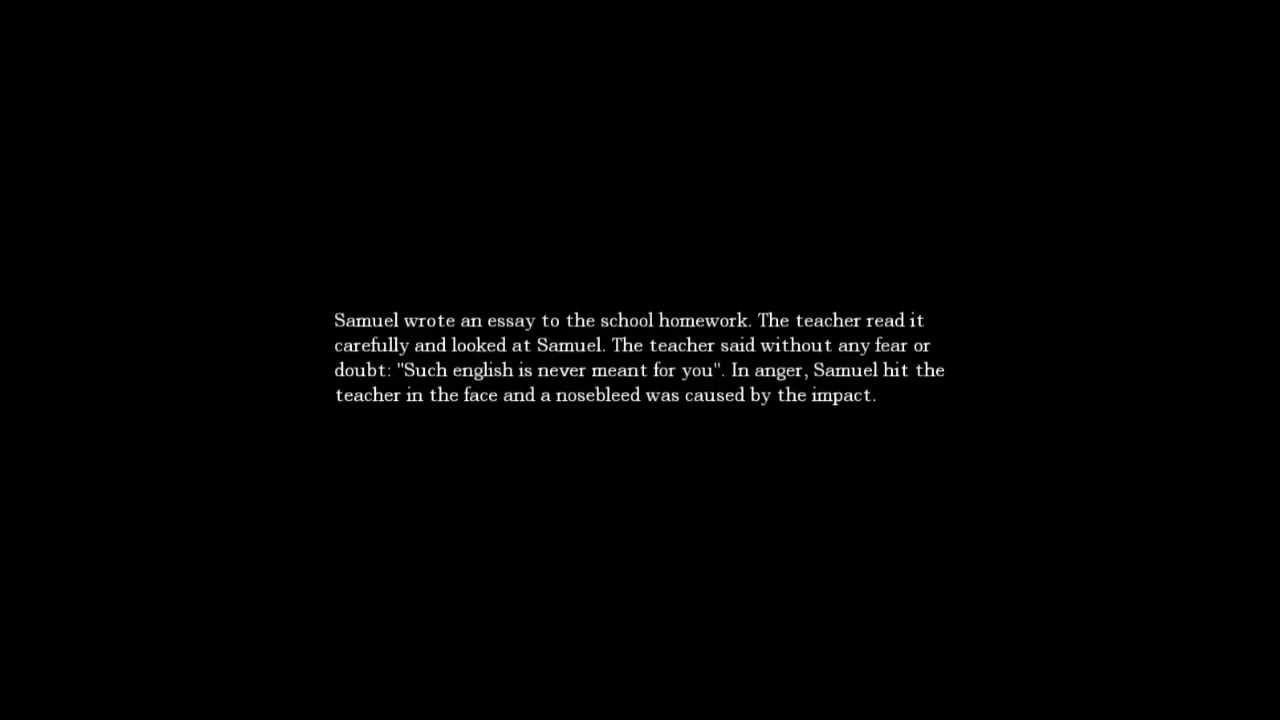 Samuel wrote an essay to the school homework. The teacher read it
carefully and looked at Samuel. The teacher said without any fear or
doubt: "Such english is never meant for you". In anger, Samuel hit the
teacher in the face and a nosebleed was caused by the impact.